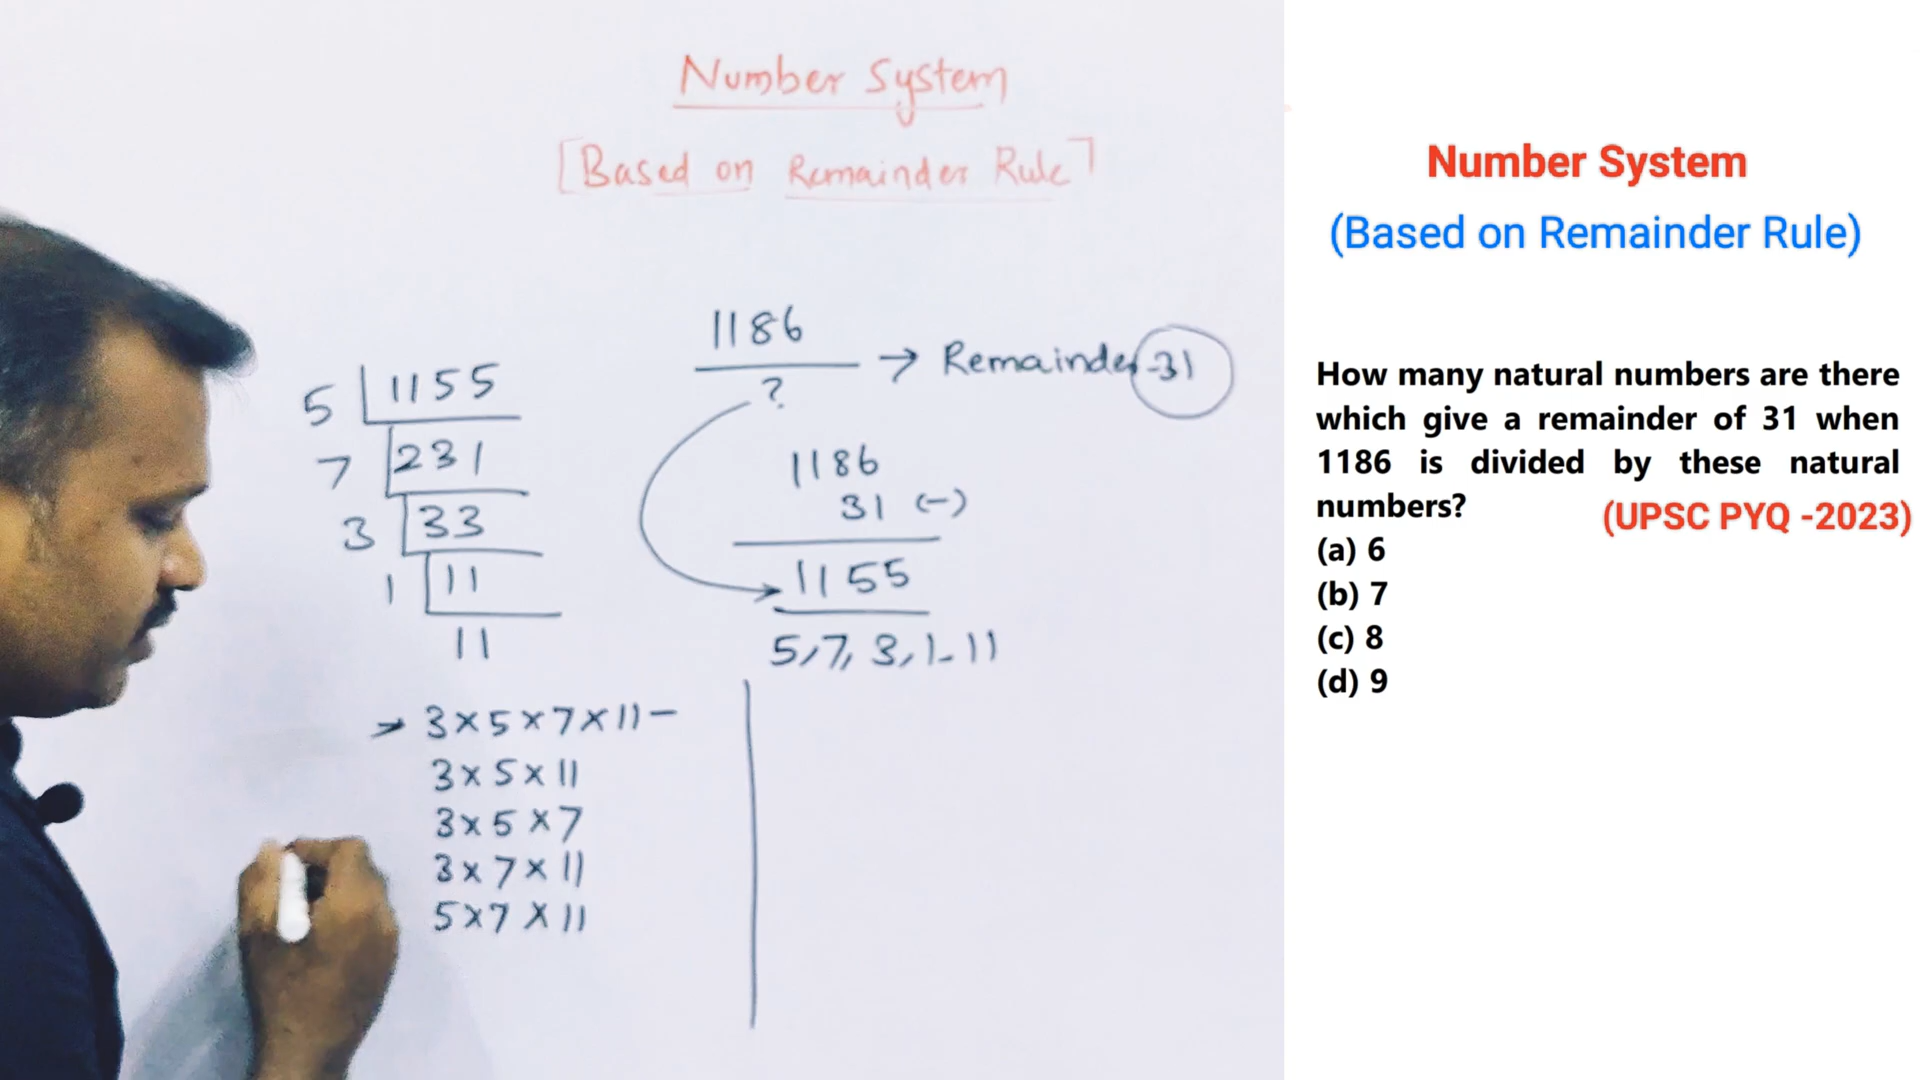 Number System
[Based on Remainder Rule]
1186
? → Remainder-31
5 | 1155
7 | 231
3 | 33
1 | 11
11
1186
31 (-)
1155
5, 7, 3, 1-11
→ 3×5×7×11-
3×5×11
3×5×7
3×7×11
5×7×11
Number System
(Based on Remainder Rule)
How many natural numbers are there
which give a remainder of 31 when
1186 is divided by these natural
numbers? (UPSC PYQ -2023)
(a) 6
(b) 7
(c) 8
(d) 9